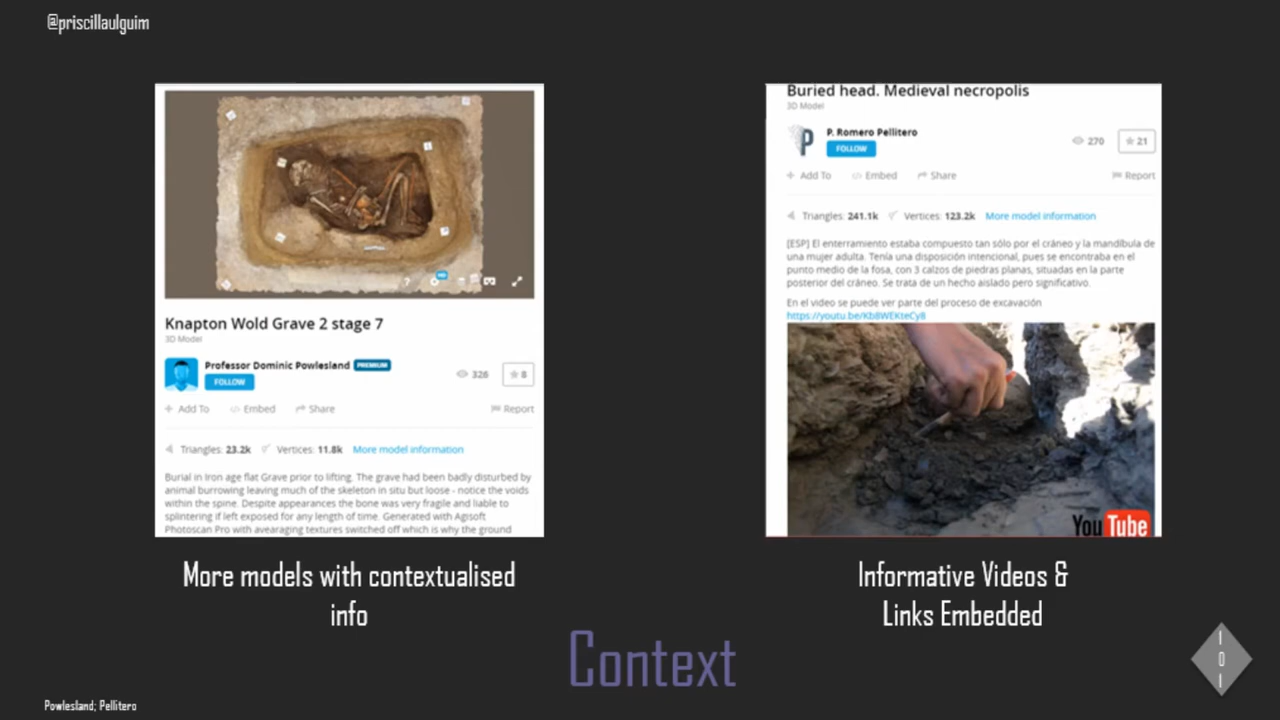 @priscillaulguim
Knapton Wold Grave 2 stage 7
3D Model
Professor Dominic Powlesland PREMIUM
FOLLOW
326
8
Add To Embed Share Report
Triangles: 23.2k Vertices: 11.8k More model information
Burial in Iron age flat Grave prior to lifting. The grave had been badly disturbed by
animal burrowing leaving much of the skeleton in situ but loose - notice the voids
within the spine. Despite appearances the bone was very fragile and liable to
splintering if left exposed for any length of time. Generated with Agisoft
Photoscan Pro with avearaging textures switched off which is why the ground
More models with contextualised
info
Buried head. Medieval necropolis
3D Model
P. Romero Pellitero
FOLLOW
270
21
Add To Embed Share Report
Triangles: 241.1k Vertices: 123.2k More model information
[ESP] El enterramiento estaba compuesto tan sólo por el cráneo y la mandíbula de
una mujer adulta. Tenía una disposición intencional, pues se encontraba en el
punto medio de la fosa, con 3 calzos de piedras planas, situadas en la parte
posterior del cráneo. Se trata de un hecho aislado pero significativo.
En el video se puede ver parte del proceso de excavación
https://youtu.be/Kb8WEKteCy8
YouTube
Informative Videos &
Links Embedded
Context
I
0
I
Powlesland; Pellitero